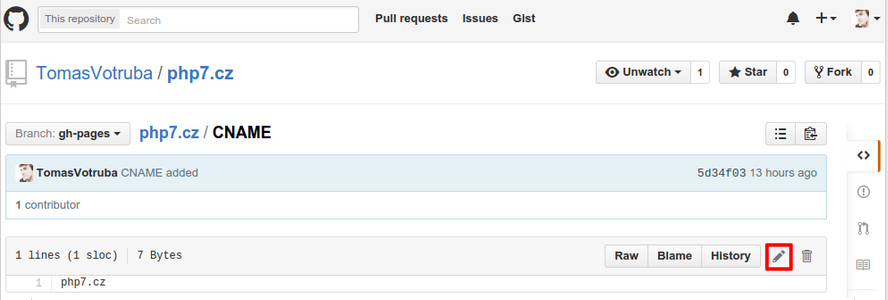 This repository Search Pull requests Issues Gist
TomasVotruba / php7.cz Unwatch 1 Star 0 Fork 0
Branch: gh-pages php7.cz / CNAME
TomasVotruba CNAME added 5d34f03 13 hours ago
1 contributor
1 lines (1 sloc) 7 Bytes Raw Blame History
1 php7.cz